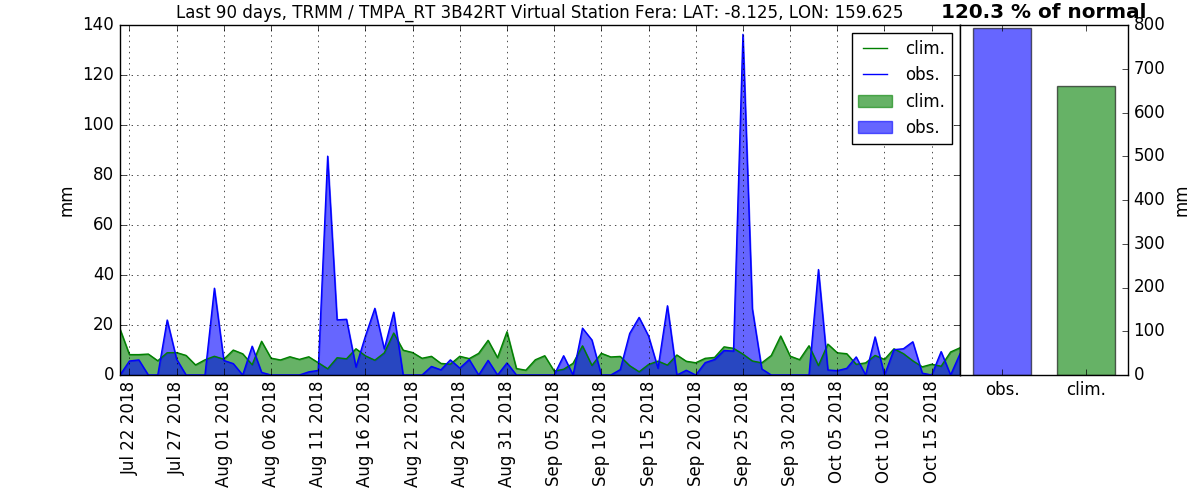 Last 90 days, TRMM / TMPA_RT 3B42RT Virtual Station Fera: LAT: -8.125, LON: 159.625
120.3 % of normal
140
120
100
80
60
40
20
0
mm
clim.
obs.
clim.
obs.
Jul 22 2018
Jul 27 2018
Aug 01 2018
Aug 06 2018
Aug 11 2018
Aug 16 2018
Aug 21 2018
Aug 26 2018
Aug 31 2018
Sep 05 2018
Sep 10 2018
Sep 15 2018
Sep 20 2018
Sep 25 2018
Sep 30 2018
Oct 05 2018
Oct 10 2018
Oct 15 2018
800
700
600
500
400
300
200
100
0
mm
obs.
clim.